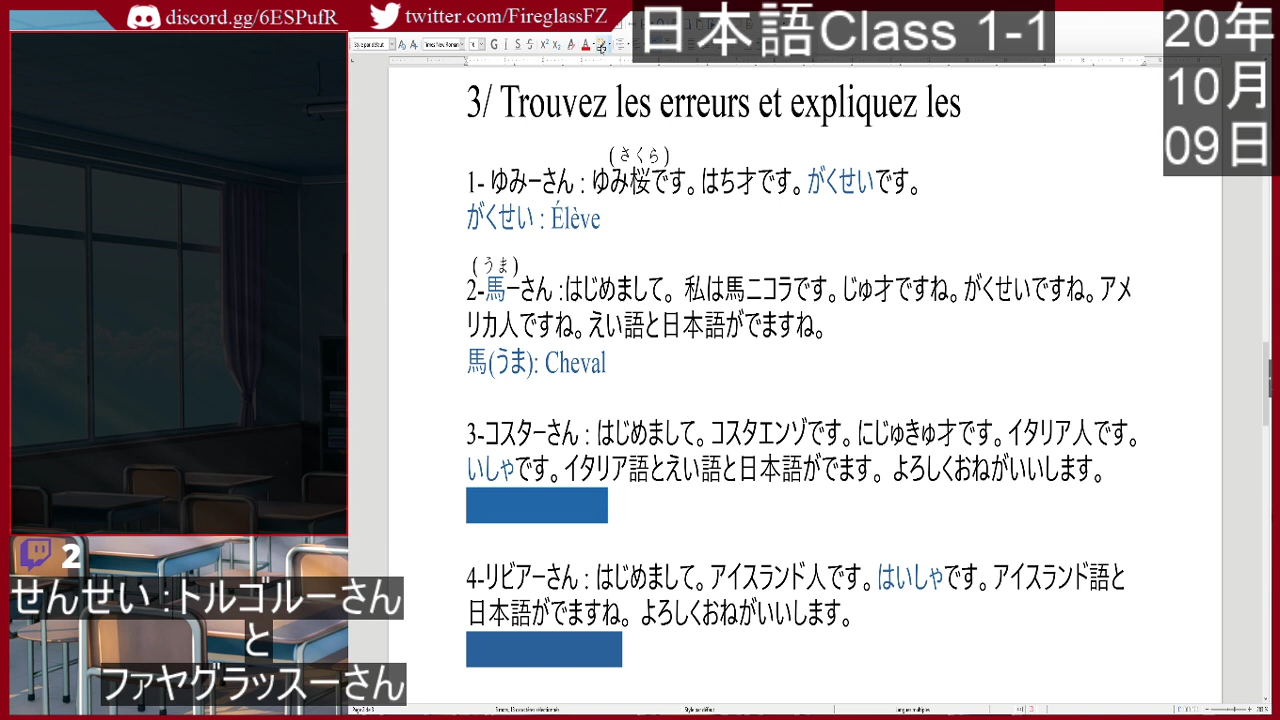 discord.gg/6ESPufR
twitter.com/FireglassFZ
日本語Class 1-1
20年
10月
09日
3/ Trouvez les erreurs et expliquez les
(さくら)
1- ゆみーさん : ゆみ桜です。はち才です。がくせいです。
がくせい : Élève
(うま)
2-馬ーさん :はじめまして。 私は馬ニコラです。じゅ才ですね。がくせいですね。アメ
リカ人ですね。えい語と日本語がでますね。
馬(うま): Cheval
3-コスターさん : はじめまして。コスタエンゾです。にじゅきゅ才です。イタリア人です。
いしゃです。イタリア語とえい語と日本語がでます。 よろしくおねがいいします。
4-リビアーさん : はじめまして。アイスランド人です。はいしゃです。アイスランド語と
日本語がでますね。 よろしくおねがいいします。
2
せんせい :トルゴルーさん
と
ファヤグラッスーさん